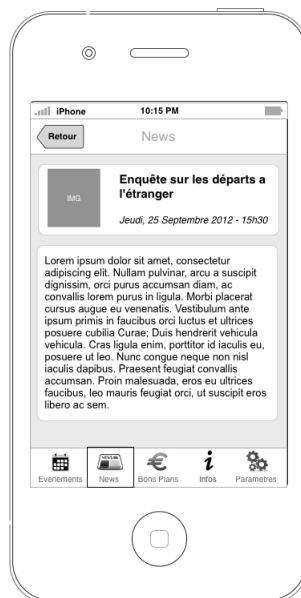 iPhone
10:15 PM
Retour
News
IMG
Enquête sur les départs a
l'étranger
Jeudi, 25 Septembre 2012 - 15h30
Lorem ipsum dolor sit amet, consectetur
adipiscing elit. Nullam pulvinar, arcu a suscipit
dignissim, orci purus accumsan diam, ac
convallis lorem purus in ligula. Morbi placerat
cursus augue eu venenatis. Vestibulum ante
ipsum primis in faucibus orci luctus et ultrices
posuere cubilia Curae; Duis hendrerit vehicula
vehicula. Cras ligula enim, porttitor id iaculis eu,
posuere ut leo. Nunc congue neque non nisl
iaculis dapibus. Praesent feugiat convallis
accumsan. Proin malesuada, eros eu ultrices
faucibus, leo mauris feugiat orci, ut suscipit eros
libero ac sem.
Evenements
News
Bons Plans
Infos
Parametres